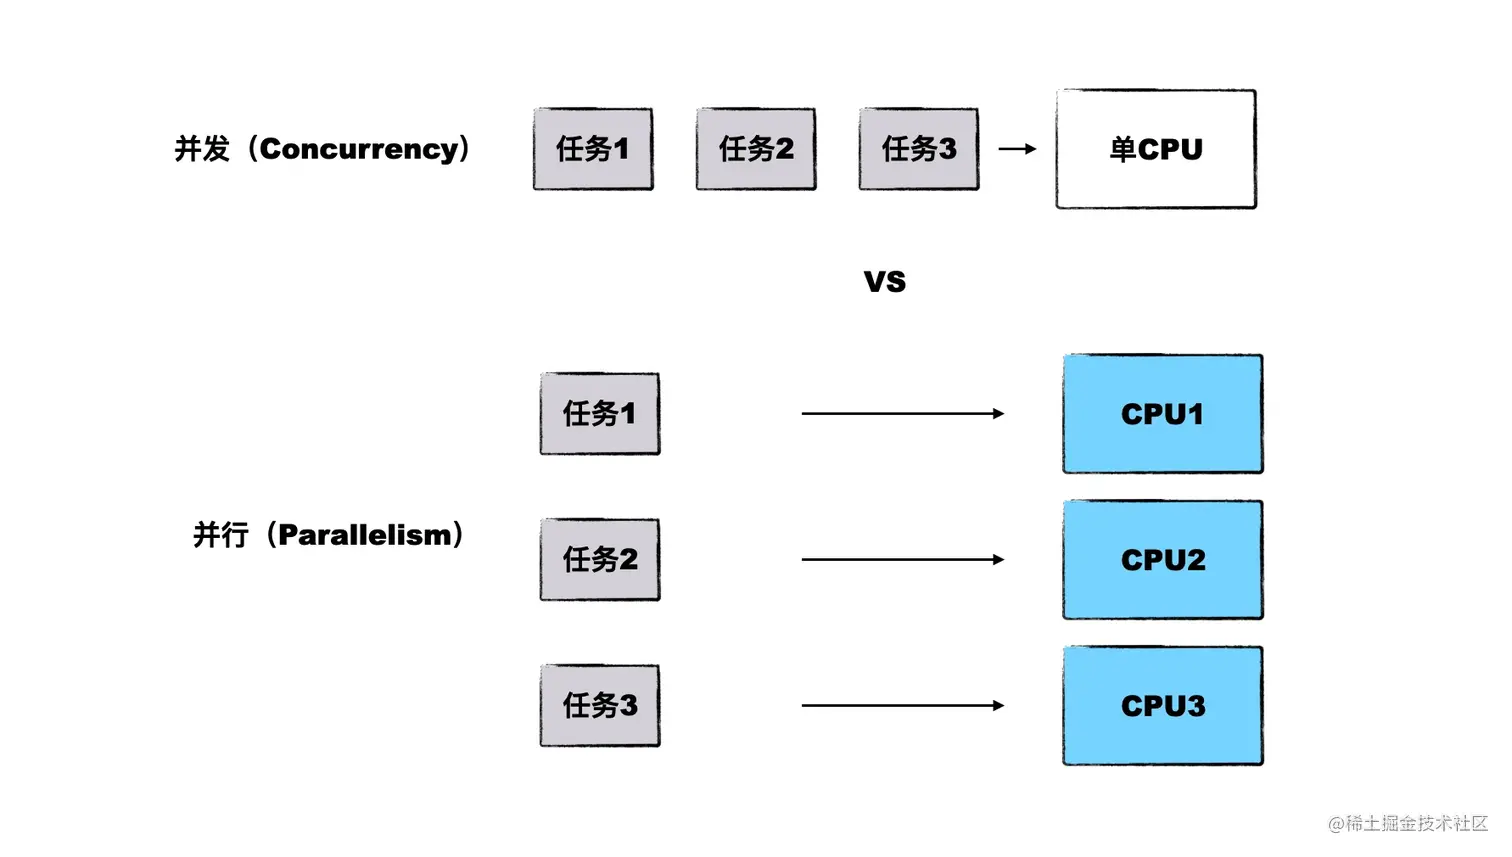 并发（Concurrency）
任务1
任务2
任务3
单CPU
VS
任务1
CPU1
并行（Parallelism）
任务2
CPU2
任务3
CPU3
@稀土掘金技术社区